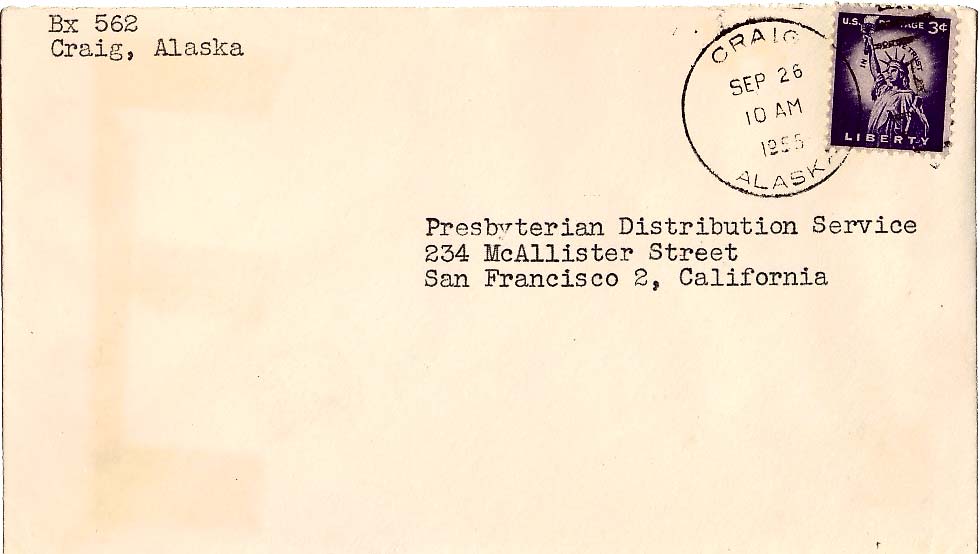 Bx 562
Craig, Alaska
CRAIG
SEP 26
10 AM
1955
ALASKA
U.S. POSTAGE 3¢
IN GOD WE TRUST
LIBERTY
Presbyterian Distribution Service
234 McAllister Street
San Francisco 2, California